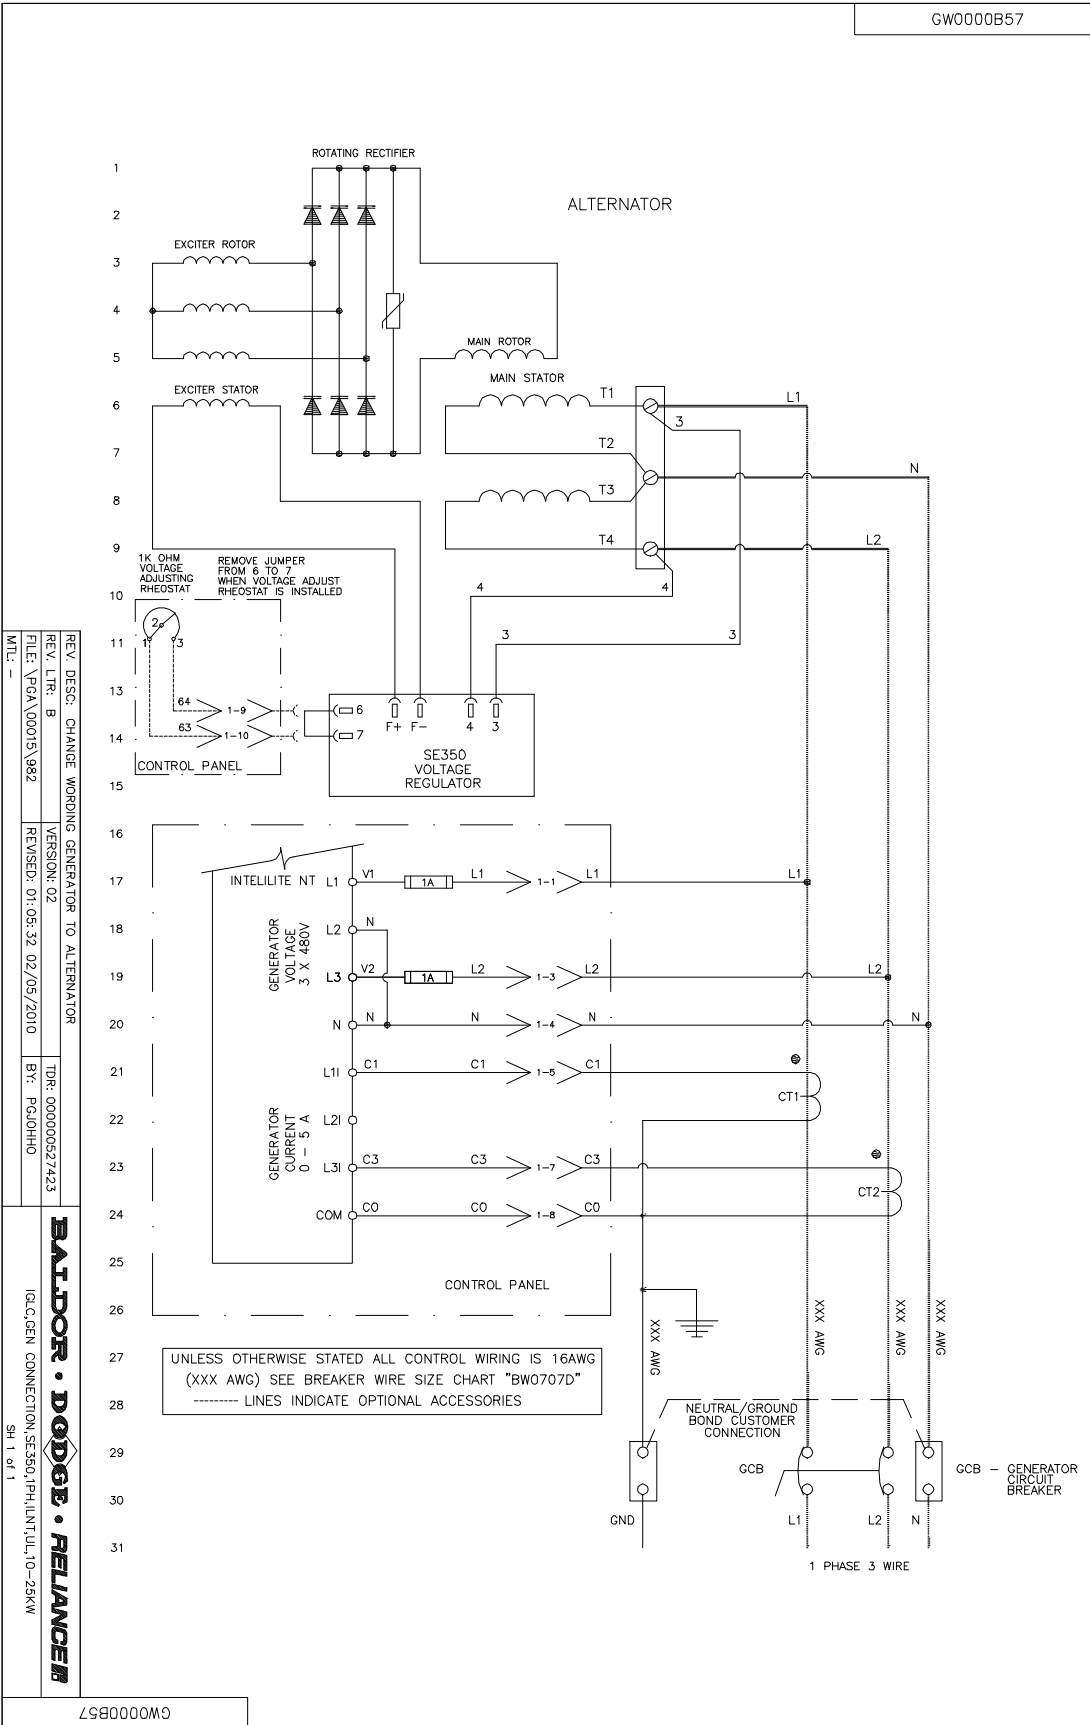 GW0000B57
ROTATING RECTIFIER
1
ALTERNATOR
2
EXCITER ROTOR
3
4
MAIN ROTOR
5
MAIN STATOR
EXCITER STATOR
6
T1
L1
3
7
T2
N
8
T3
9
T4
L2
1K OHM
VOLTAGE
ADJUSTING
RHEOSTAT
REMOVE JUMPER
FROM 6 TO 7
WHEN VOLTAGE ADJUST
RHEOSTAT IS INSTALLED
10
4
4
2
11
1
3
3
3
13
64
1-9
6
F+
F-
4
3
14
63
1-10
7
CONTROL PANEL
SE350
VOLTAGE
REGULATOR
15
16
17
INTELILITE NT
L1
V1
1A
L1
1-1
L1
L1
18
L2
N
GENERATOR
VOLTAGE
3 X 480V
19
L3
V2
1A
L2
1-3
L2
L2
20
N
N
N
1-4
N
N
21
L1I
C1
C1
1-5
C1
CT1
22
L2I
GENERATOR
CURRENT
0 - 5 A
23
L3I
C3
C3
1-7
C3
CT2
24
COM
C0
C0
1-8
C0
25
CONTROL PANEL
26
XXX AWG
XXX AWG
XXX AWG
XXX AWG
27
UNLESS OTHERWISE STATED ALL CONTROL WIRING IS 16AWG
(XXX AWG) SEE BREAKER WIRE SIZE CHART "BW0707D"
--------- LINES INDICATE OPTIONAL ACCESSORIES
28
NEUTRAL/GROUND
BOND CUSTOMER
CONNECTION
29
GCB
GCB - GENERATOR
CIRCUIT
BREAKER
30
GND
L1
L2
N
31
1 PHASE 3 WIRE
REV. DESC: CHANGE WORDING GENERATOR TO ALTERNATOR
REV. LTR: B
VERSION: 02
TDR: 000000527423
FILE: \PGA\00015\982
REVISED: 01:05:32 02/05/2010
BY: PGJOHHO
MTL: -
BALDOR • DODGE • RELIANCE
IGLC,GEN CONNECTION,SE350,1PH,ILNT,UL,10-25KW
SH 1 of 1
GW0000B57